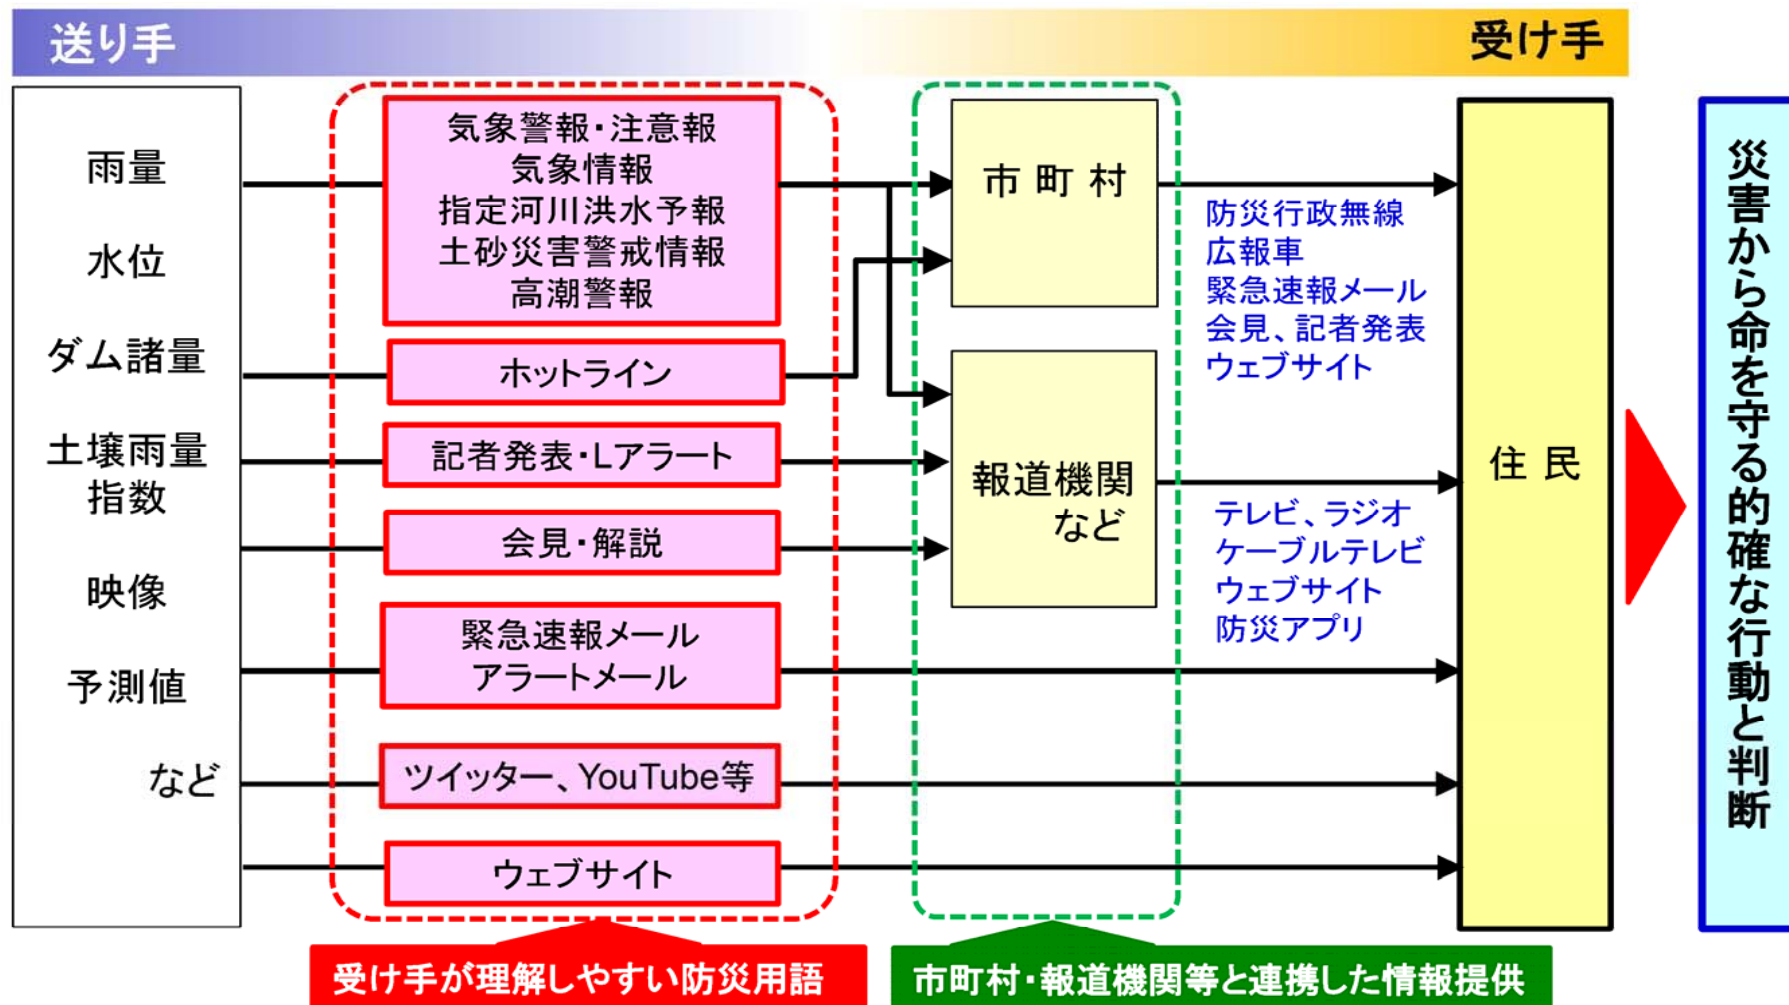 送り手
受け手
雨量
水位
ダム諸量
土壌雨量
指数
映像
予測値
など
気象警報・注意報
気象情報
指定河川洪水予報
土砂災害警戒情報
高潮警報
ホットライン
記者発表・Lアラート
会見・解説
緊急速報メール
アラートメール
ツイッター、YouTube等
ウェブサイト
市町村
報道機関
など
防災行政無線
広報車
緊急速報メール
会見、記者発表
ウェブサイト
テレビ、ラジオ
ケーブルテレビ
ウェブサイト
防災アプリ
住民
災害から命を守る的確な行動と判断
受け手が理解しやすい防災用語
市町村・報道機関等と連携した情報提供